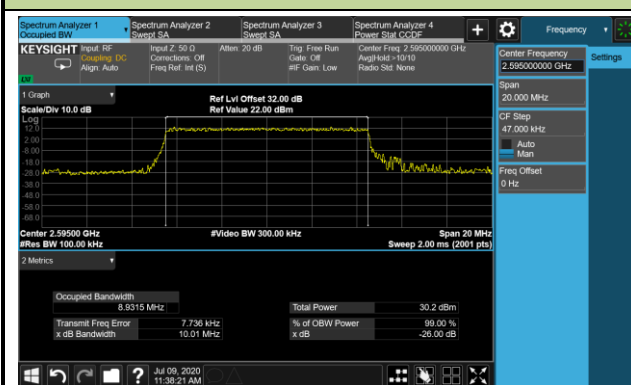 Spectrum Analyzer 1
Occupied BW
Spectrum Analyzer 2
Swept SA
Spectrum Analyzer 3
Swept SA
Spectrum Analyzer 4
Power Stat CCDF
+
Frequency
KEYSIGHT
Input: RF
Coupling: DC
Align: Auto
Input Z: 50 Ω
Corrections: Off
Freq Ref: Int (S)
Atten: 20 dB
Trig: Free Run
Gate: Off
#IF Gain: Low
Center Freq: 2.595000000 GHz
Avg|Hold:>10/10
Radio Std: None
1 Graph
Scale/Div 10.0 dB
Ref Lvl Offset 32.00 dB
Ref Value 22.00 dBm
Log
12.0
2.00
-8.00
-18.0
-28.0
-38.0
-48.0
-58.0
-68.0
Center 2.59500 GHz
#Res BW 100.00 kHz
#Video BW 300.00 kHz
Span 20 MHz
Sweep 2.00 ms (2001 pts)
2 Metrics
Occupied Bandwidth
8.9315 MHz
Total Power 30.2 dBm
Transmit Freq Error 7.736 kHz
% of OBW Power 99.00 %
x dB Bandwidth 10.01 MHz
x dB -26.00 dB
Jul 09, 2020
11:38:21 AM
Center Frequency
2.595000000 GHz
Settings
Span
20.000 MHz
CF Step
47.000 kHz
Auto
Man
Freq Offset
0 Hz